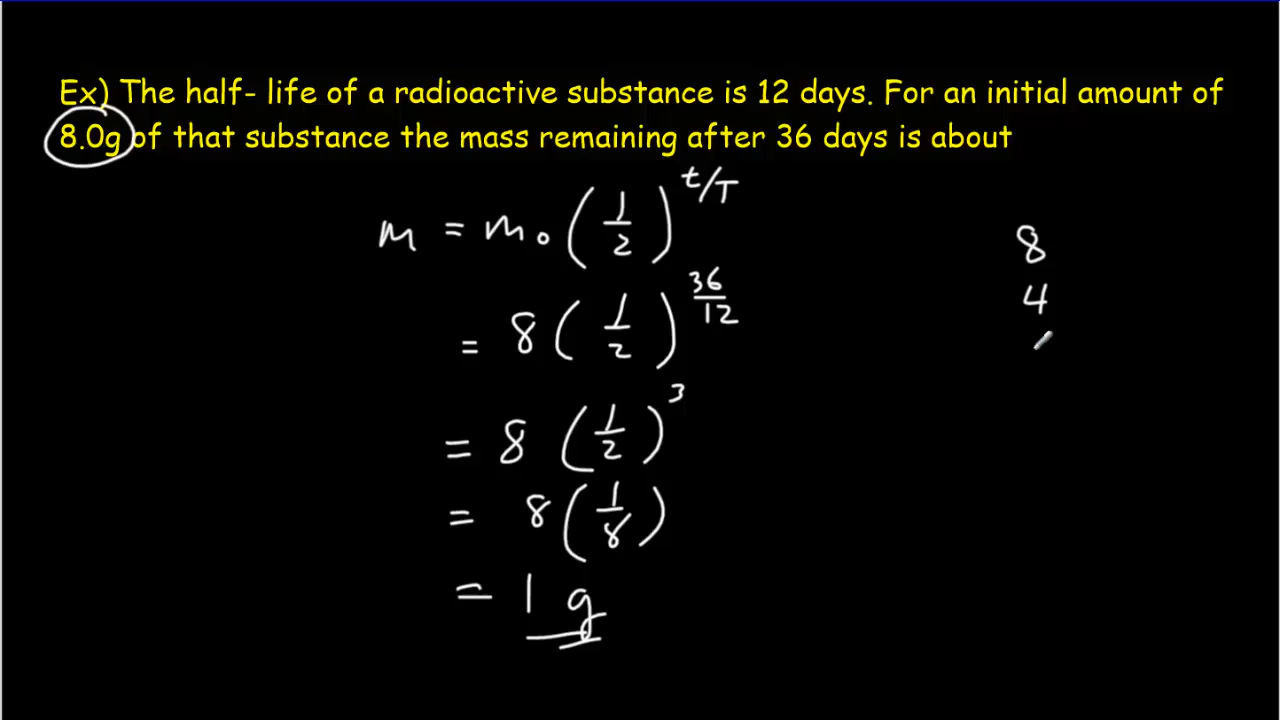 Ex) The half- life of a radioactive substance is 12 days. For an initial amount of
8.0g of that substance the mass remaining after 36 days is about
m = m₀ (1/2)^(t/T)
= 8 (1/2)^(36/12)
= 8 (1/2)^3
= 8 (1/8)
= 1 g
8
4